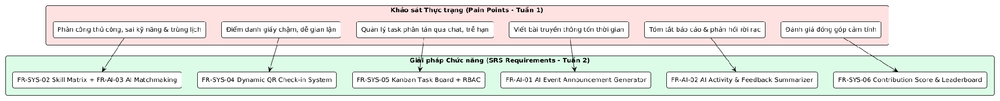 Khảo sát Thực trạng (Pain Points - Tuần 1)
Phân công thủ công, sai kỹ năng & trùng lịch
Điểm danh giấy chậm, dễ gian lận
Quản lý task phân tán qua chat, trễ hạn
Viết bài truyền thông tốn thời gian
Tóm tắt báo cáo & phản hồi rời rạc
Đánh giá đóng góp cảm tính
Giải pháp Chức năng (SRS Requirements - Tuần 2)
FR-SYS-02 Skill Matrix + FR-AI-03 AI Matchmaking
FR-SYS-04 Dynamic QR Check-in System
FR-SYS-05 Kanban Task Board + RBAC
FR-AI-01 AI Event Announcement Generator
FR-AI-02 AI Activity & Feedback Summarizer
FR-SYS-06 Contribution Score & Leaderboard